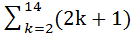 ∑_{k=2}^{14}(2k + 1)